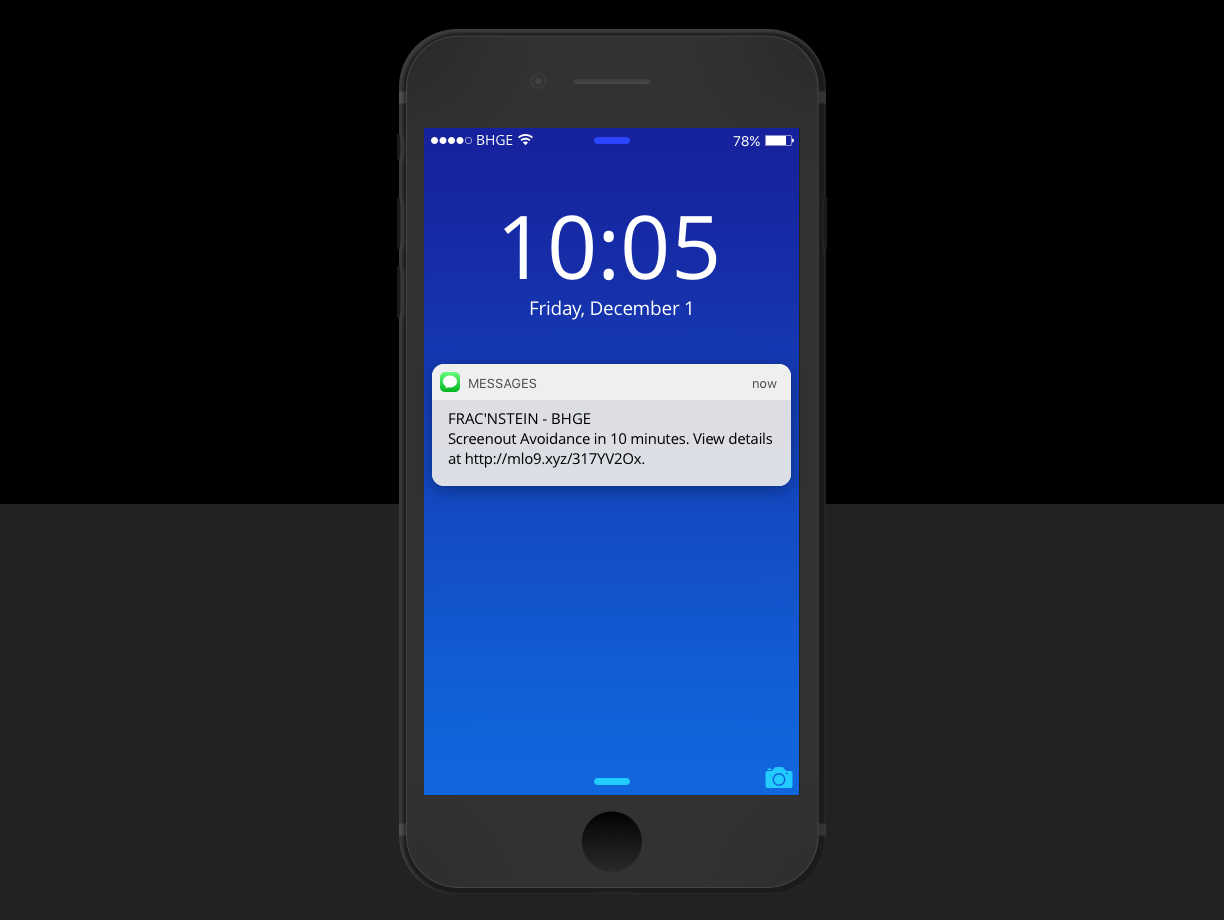 BHGE 78%
10:05
Friday, December 1
MESSAGES now
FRAC'NSTEIN - BHGE
Screenout Avoidance in 10 minutes. View details
at http://mlo9.xyz/317YV2Ox.